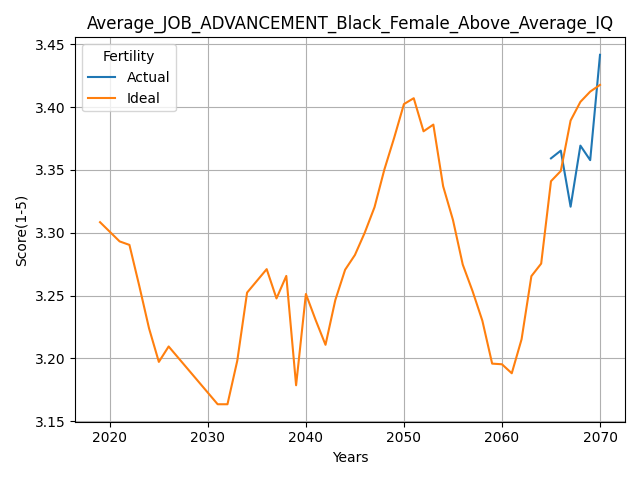 Average_JOB_ADVANCEMENT_Black_Female_Above_Average_IQ
Fertility
Actual
Ideal
3.45
3.40
3.35
3.30
3.25
3.20
3.15
Score(1-5)
2020 2030 2040 2050 2060 2070
Years